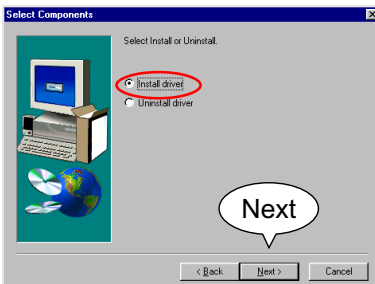 Select Components
Select Install or Uninstall.
Install driver
Uninstall driver
Next
< Back
Next >
Cancel